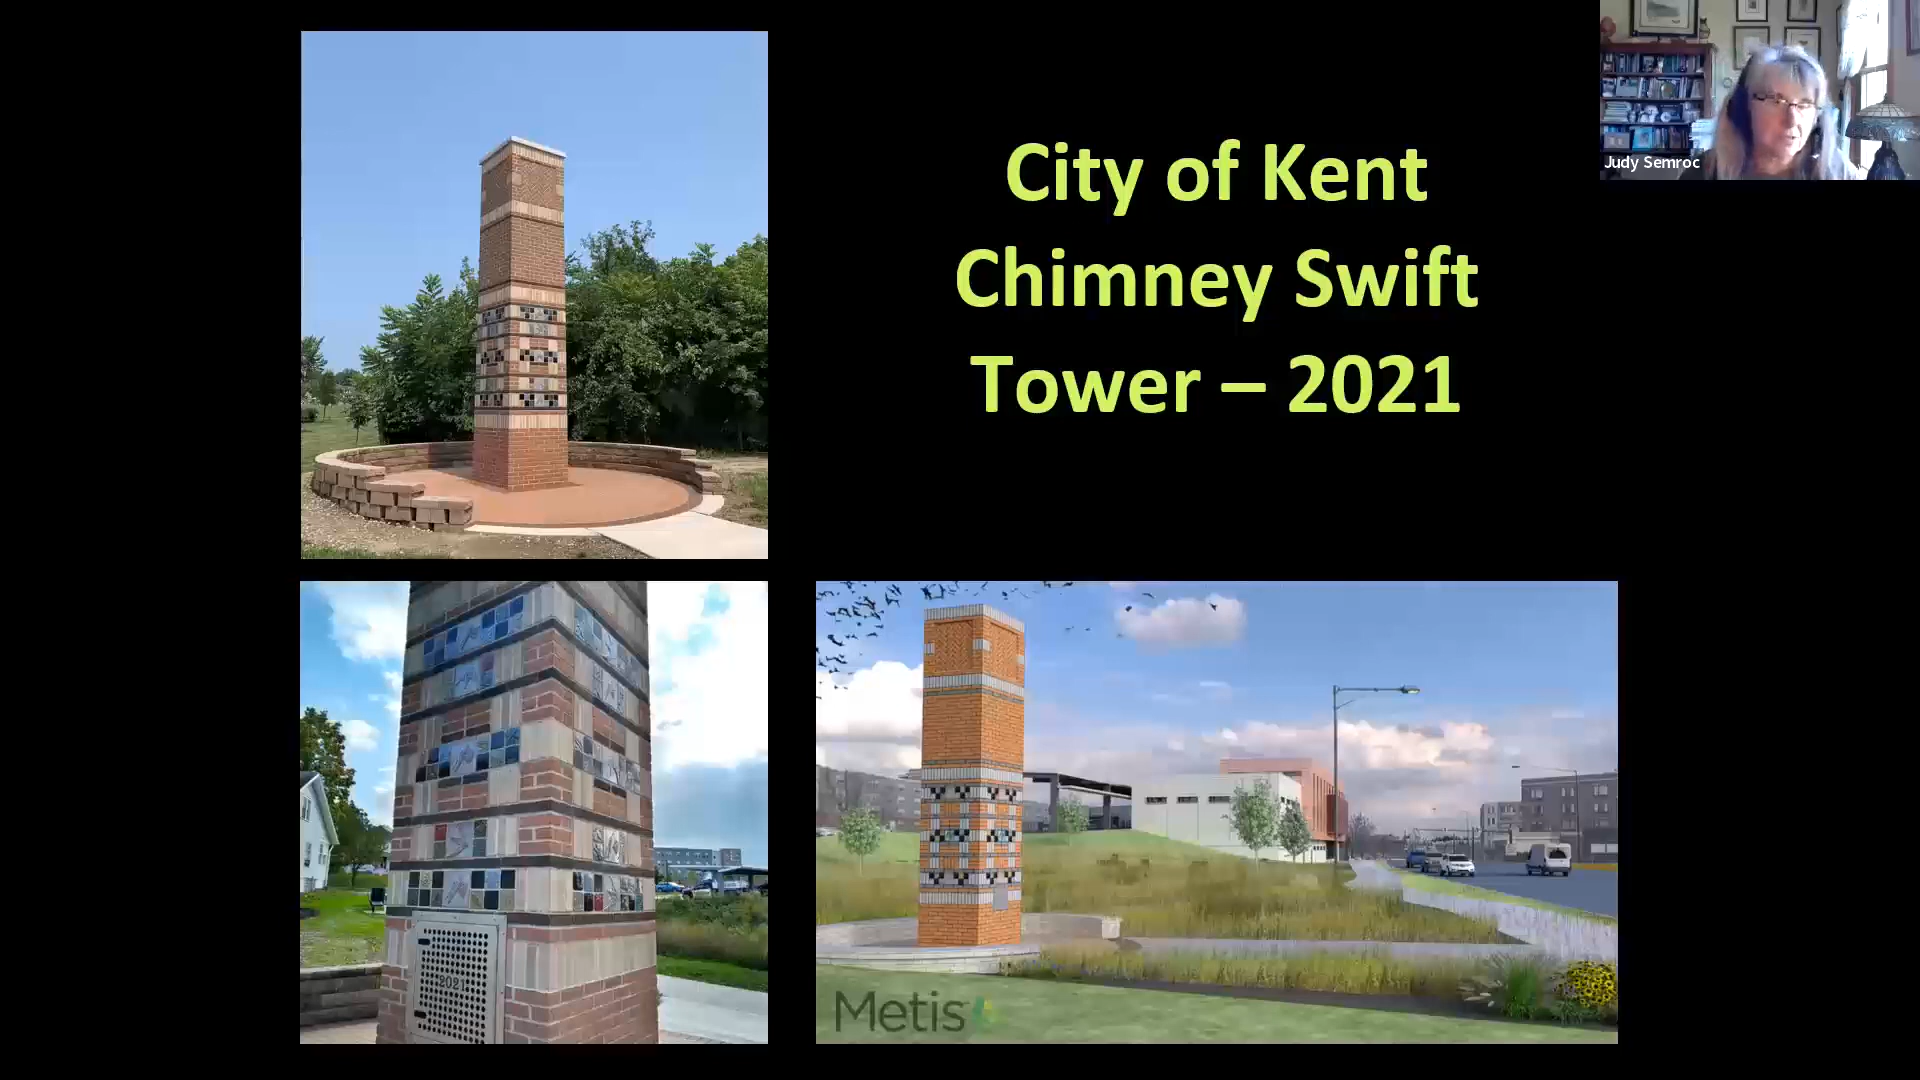 City of Kent
Chimney Swift
Tower – 2021
Judy Semroc
2021
Metis